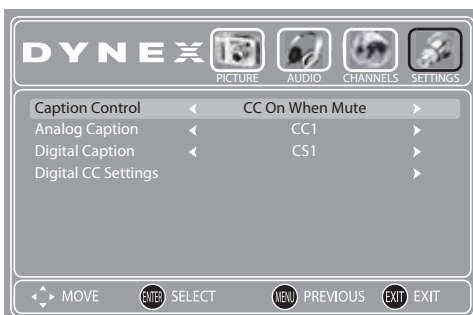 DYNEX
PICTURE AUDIO CHANNELS SETTINGS
Caption Control CC On When Mute
Analog Caption CC1
Digital Caption CS1
Digital CC Settings
MOVE ENTER SELECT MENU PREVIOUS EXIT EXIT